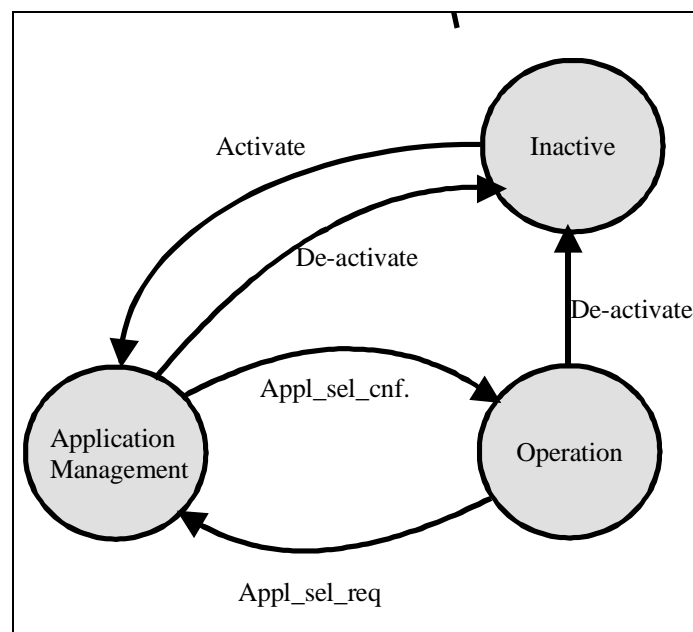 Activate
Inactive
De-activate
De-activate
Appl_sel_cnf.
Application
Management
Operation
Appl_sel_req